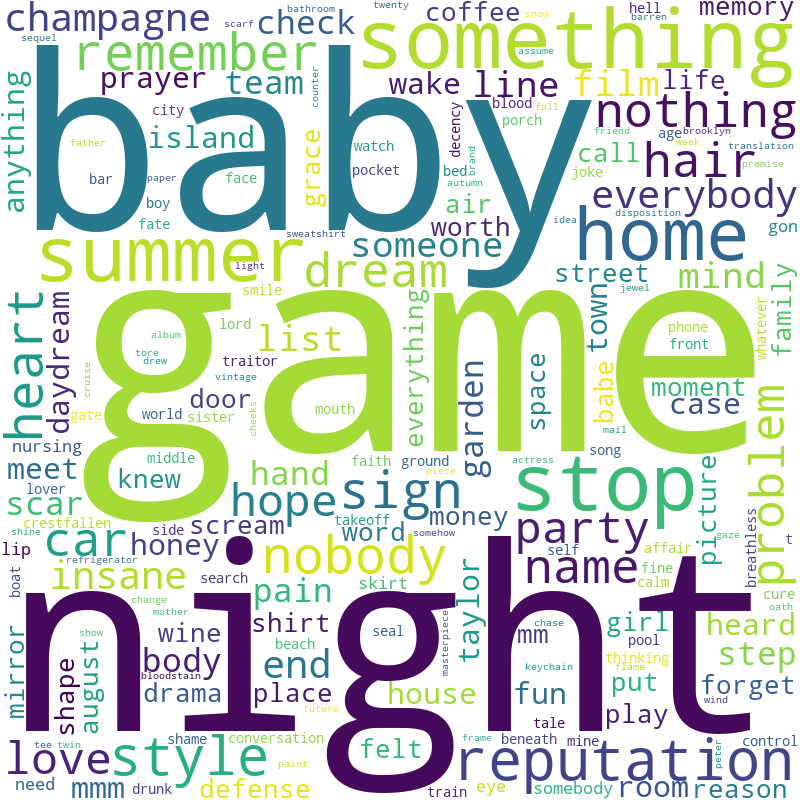 champagne
check
coffee
hell
memory
bathroom
twenty
snow
barren
sequel
scarf
assume
remember
something
prayer
team
wake
line
film
life
anything
baby
counter
city
island
grace
watch
decency
blood
porch
fall
nothing
father
friend
age
brooklyn
translation
week
call
hair
joke
promise
bar
paper
face
pocket
bed
brand
autumn
air
everybody
boy
fate
sweatshirt
someone
worth
idea
home
disposition
gon
summer
light
dream
street
mind
smile
jewel
family
heart
daydream
album
tore
drew
lord
list
traitor
everything
town
phone
front
whatever
cruise
vintage
game
space
babe
moment
case
gate
world
sister
door
cheeks
mouth
garden
nursing
middle
faith
ground
song
mail
meet
lover
knew
hand
piece
actress
stop
problem
scar
crestfallen
hope
sign
picture
breathless
shine
side
scream
takeoff
word
money
party
self
affair
gaze
t
lip
car
honey
somehow
boat
refrigerator
insane
search
nobody
name
fine
calm
cure
oath
change
mother
pain
skirt
taylor
mirror
shape
august
show
wine
shirt
beach
seal
masterpiece
chase
mm
girl
pool
heard
night
body
bloodstain
end
thinking
flame
step
drama
place
future
house
keychain
fun
put
forget
wind
play
tale
tee
twin
shame
conversation
felt
frame
beneath
mine
peter
control
love
style
paint
reputation
need
mmm
drunk
defense
train
eye
somebody
room
reason